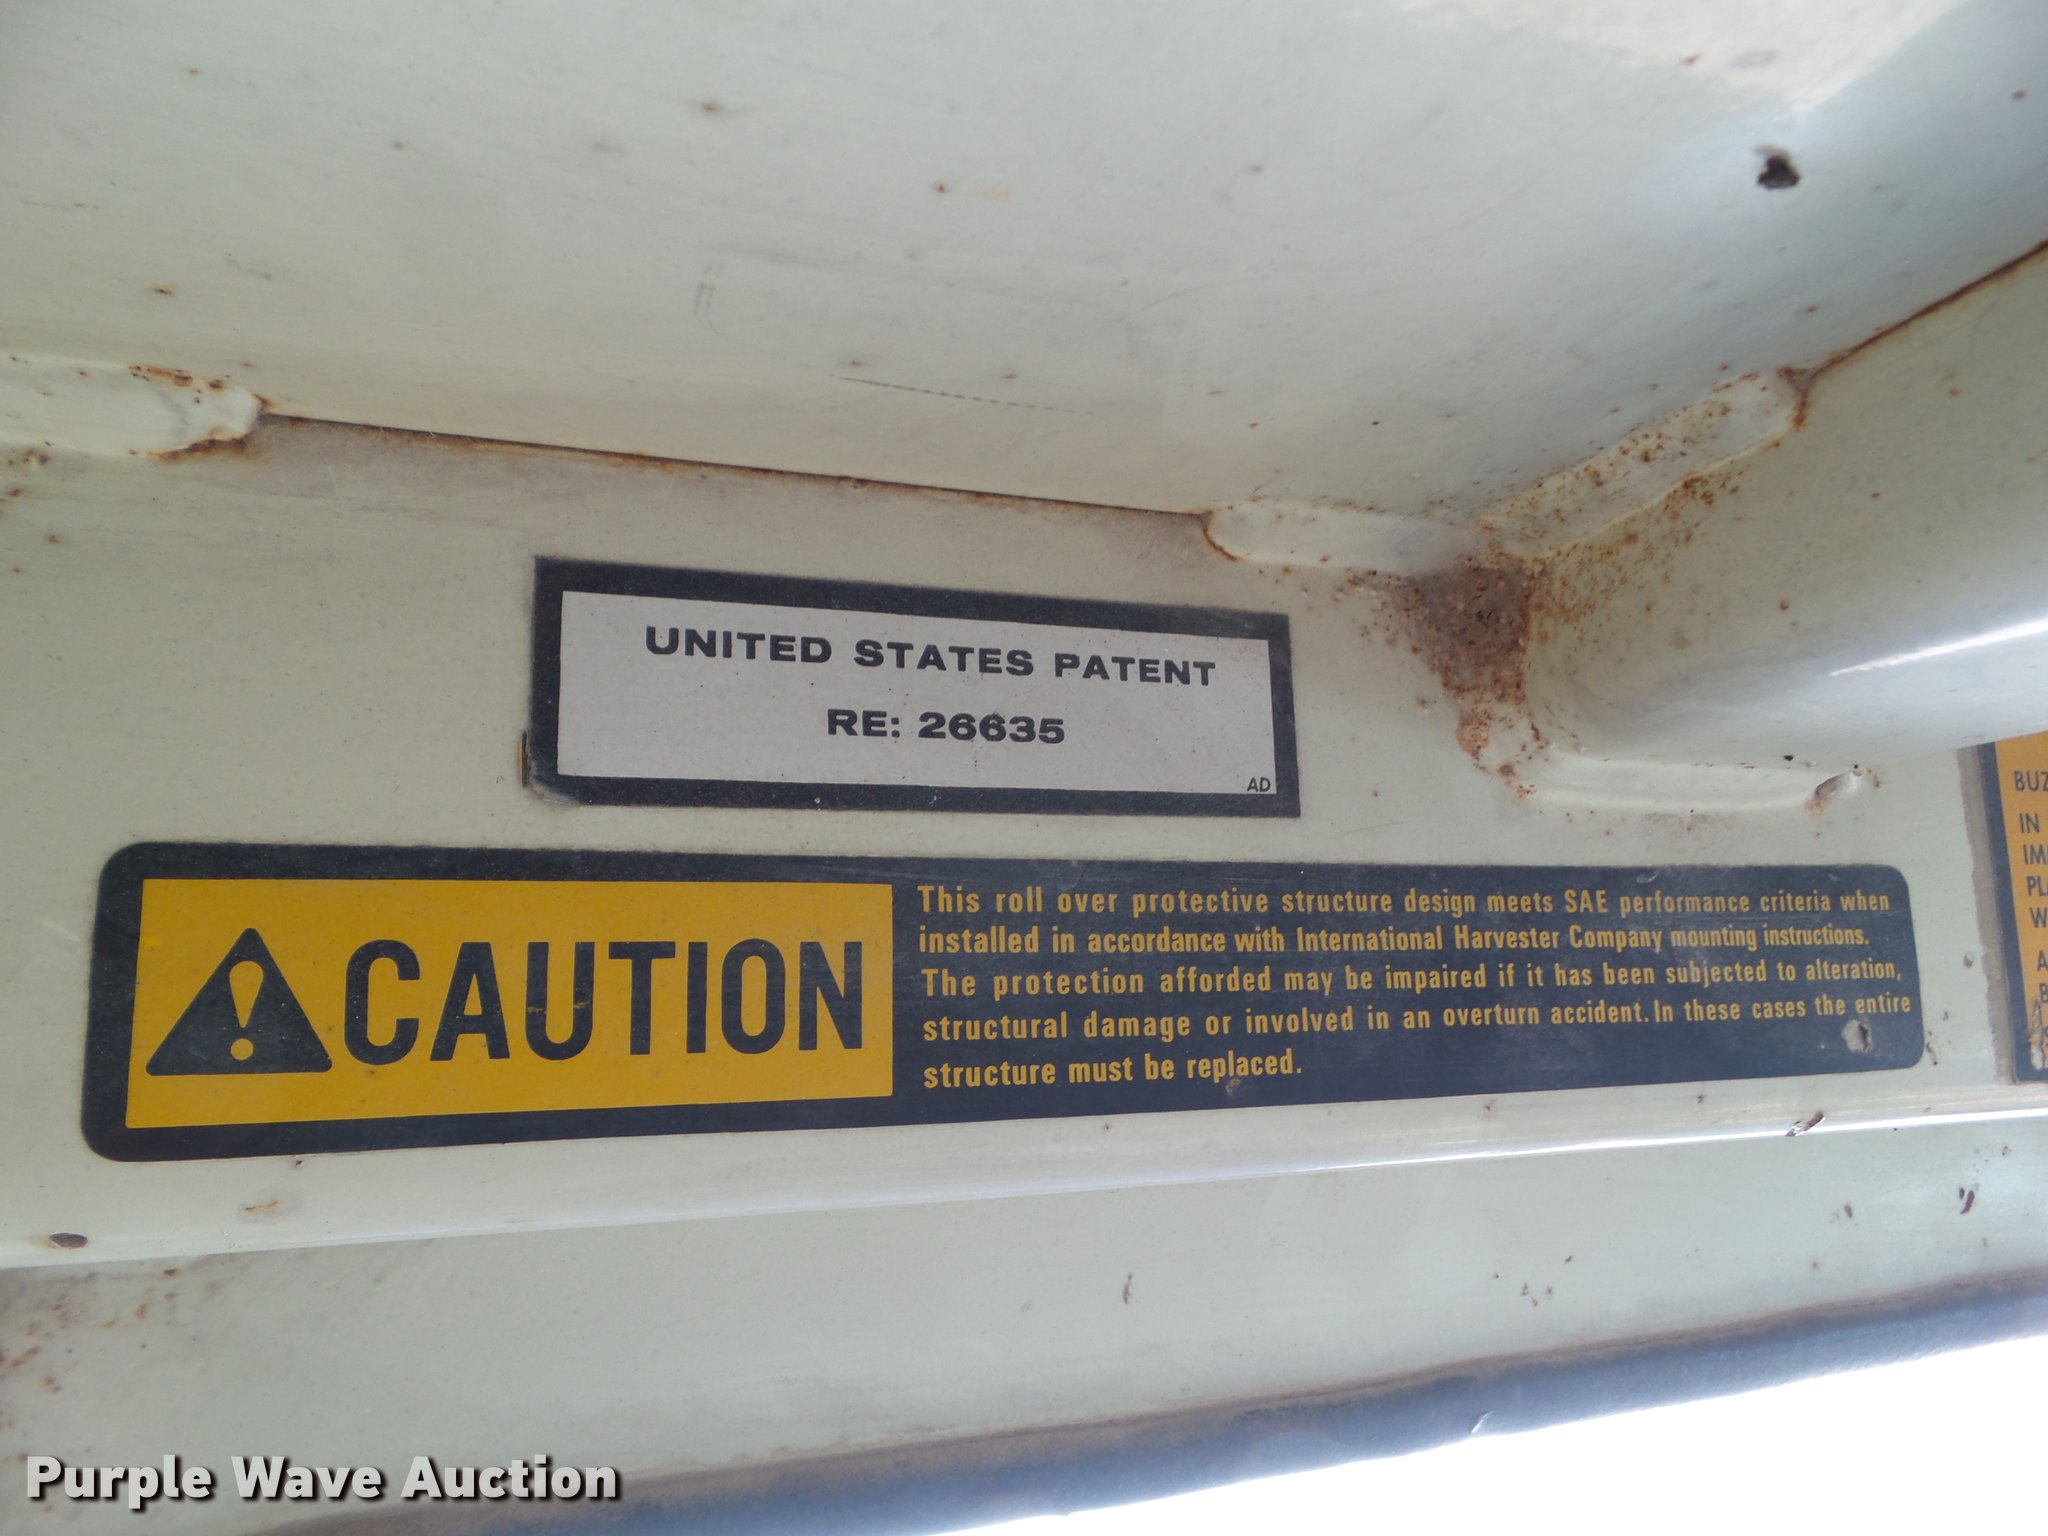 UNITED STATES PATENT
RE: 26635
AD
CAUTION
This roll over protective structure design meets SAE performance criteria when
installed in accordance with International Harvester Company mounting instructions.
The protection afforded may be impaired if it has been subjected to alteration,
structural damage or involved in an overturn accident. In these cases the entire
structure must be replaced.
IN
Purple Wave Auction